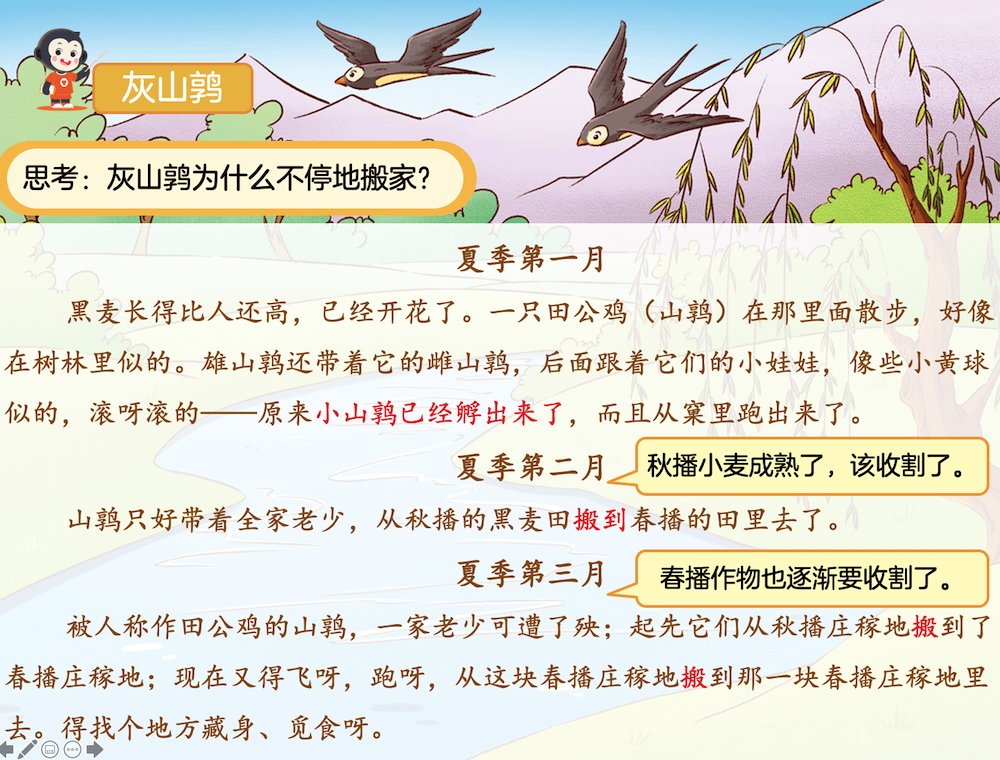 灰山鹑
思考：灰山鹑为什么不停地搬家？
夏季第一月
黑麦长得比人还高，已经开花了。一只田公鸡（山鹑）在那里面散步，好像
在树林里似的。雄山鹑还带着它的雌山鹑，后面跟着它们的小娃娃，像些小黄球
似的，滚呀滚的——原来小山鹑已经孵出来了，而且从窠里跑出来了。
夏季第二月
秋播小麦成熟了，该收割了。
山鹑只好带着全家老少，从秋播的黑麦田搬到春播的田里去了。
夏季第三月
春播作物也逐渐要收割了。
被人称作田公鸡的山鹑，一家老少可遭了殃；起先它们从秋播庄稼地搬到了
春播庄稼地；现在又得飞呀，跑呀，从这块春播庄稼地搬到那一块春播庄稼地里
去。得找个地方藏身、觅食呀。